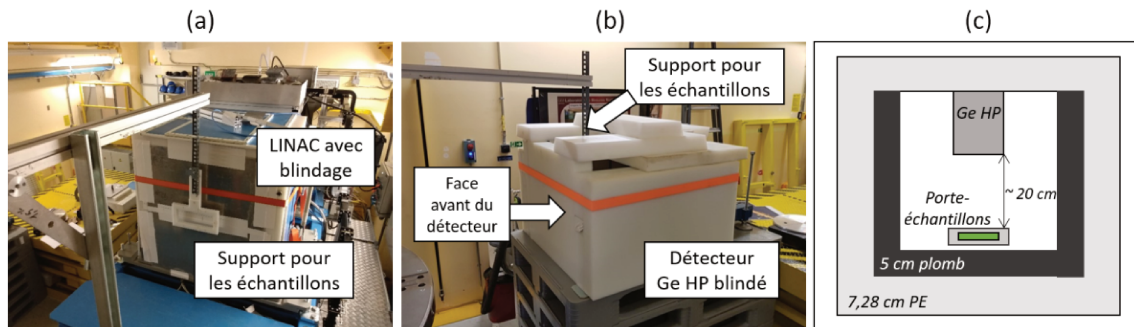 (a)
(b)
(c)
LINAC avec
blindage
Support pour
les échantillons
Support pour
les échantillons
Face
avant du
détecteur
Détecteur
Ge HP blindé
Ge HP
~ 20 cm
Porte-
échantillons
5 cm plomb
7,28 cm PE